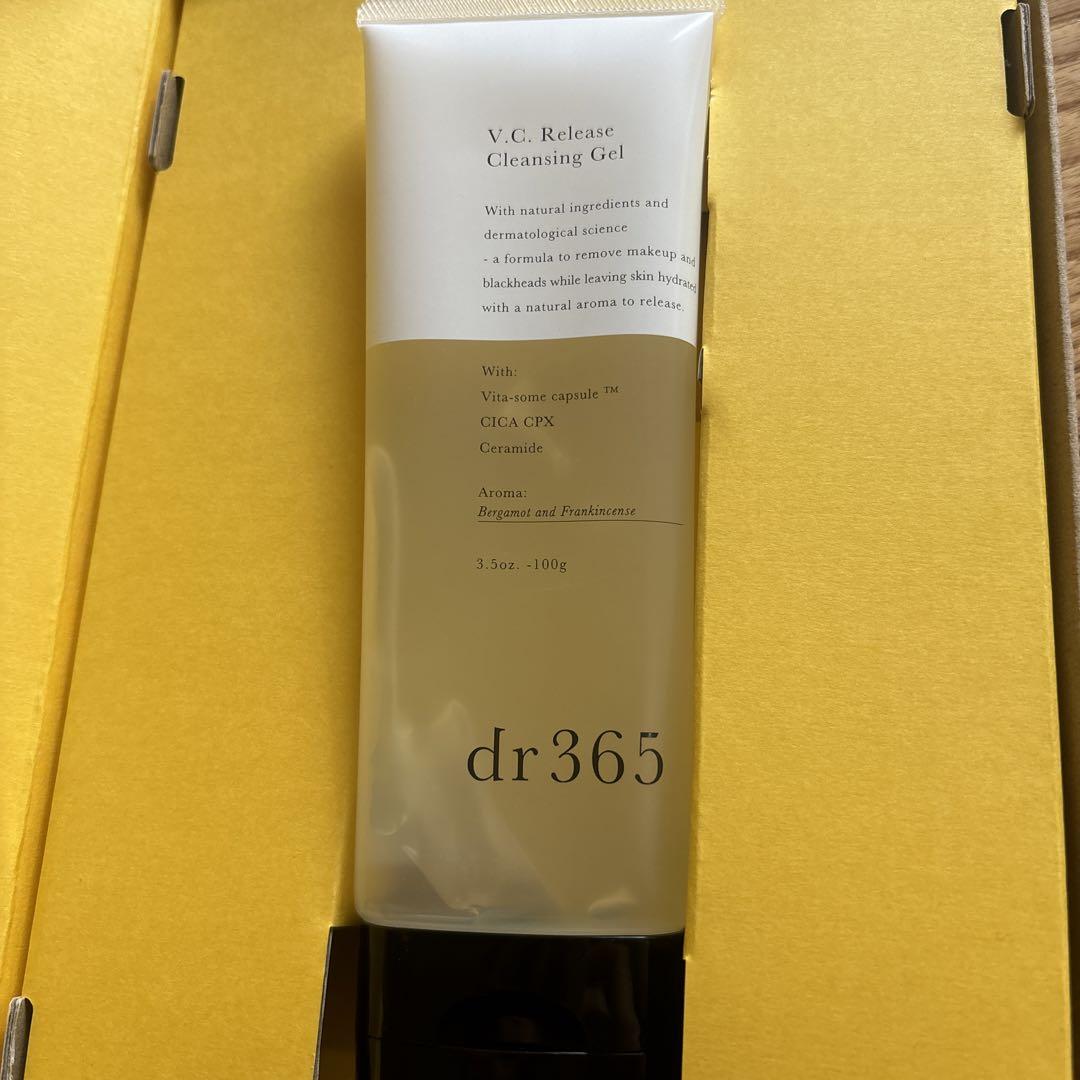 V.C. Release
Cleansing Gel
With natural ingredients and
dermatological science
- a formula to remove makeup and
blackheads while leaving skin hydrated
with a natural aroma to release.
With:
Vita-some capsule ™
CICA CPX
Ceramide
Aroma:
Bergamot and Frankincense
3.5oz. -100g
dr365